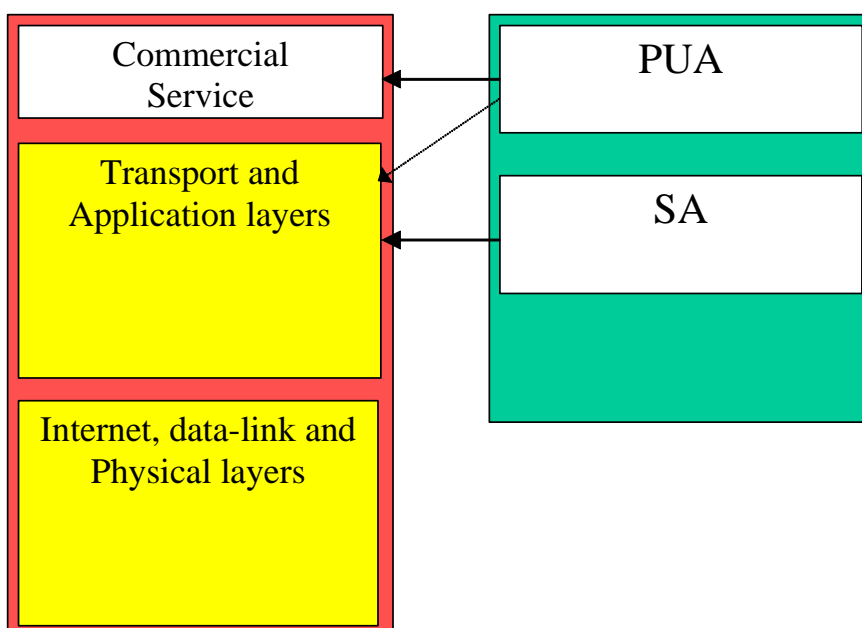 Commercial
Service
PUA
Transport and
Application layers
SA
Internet, data-link and
Physical layers